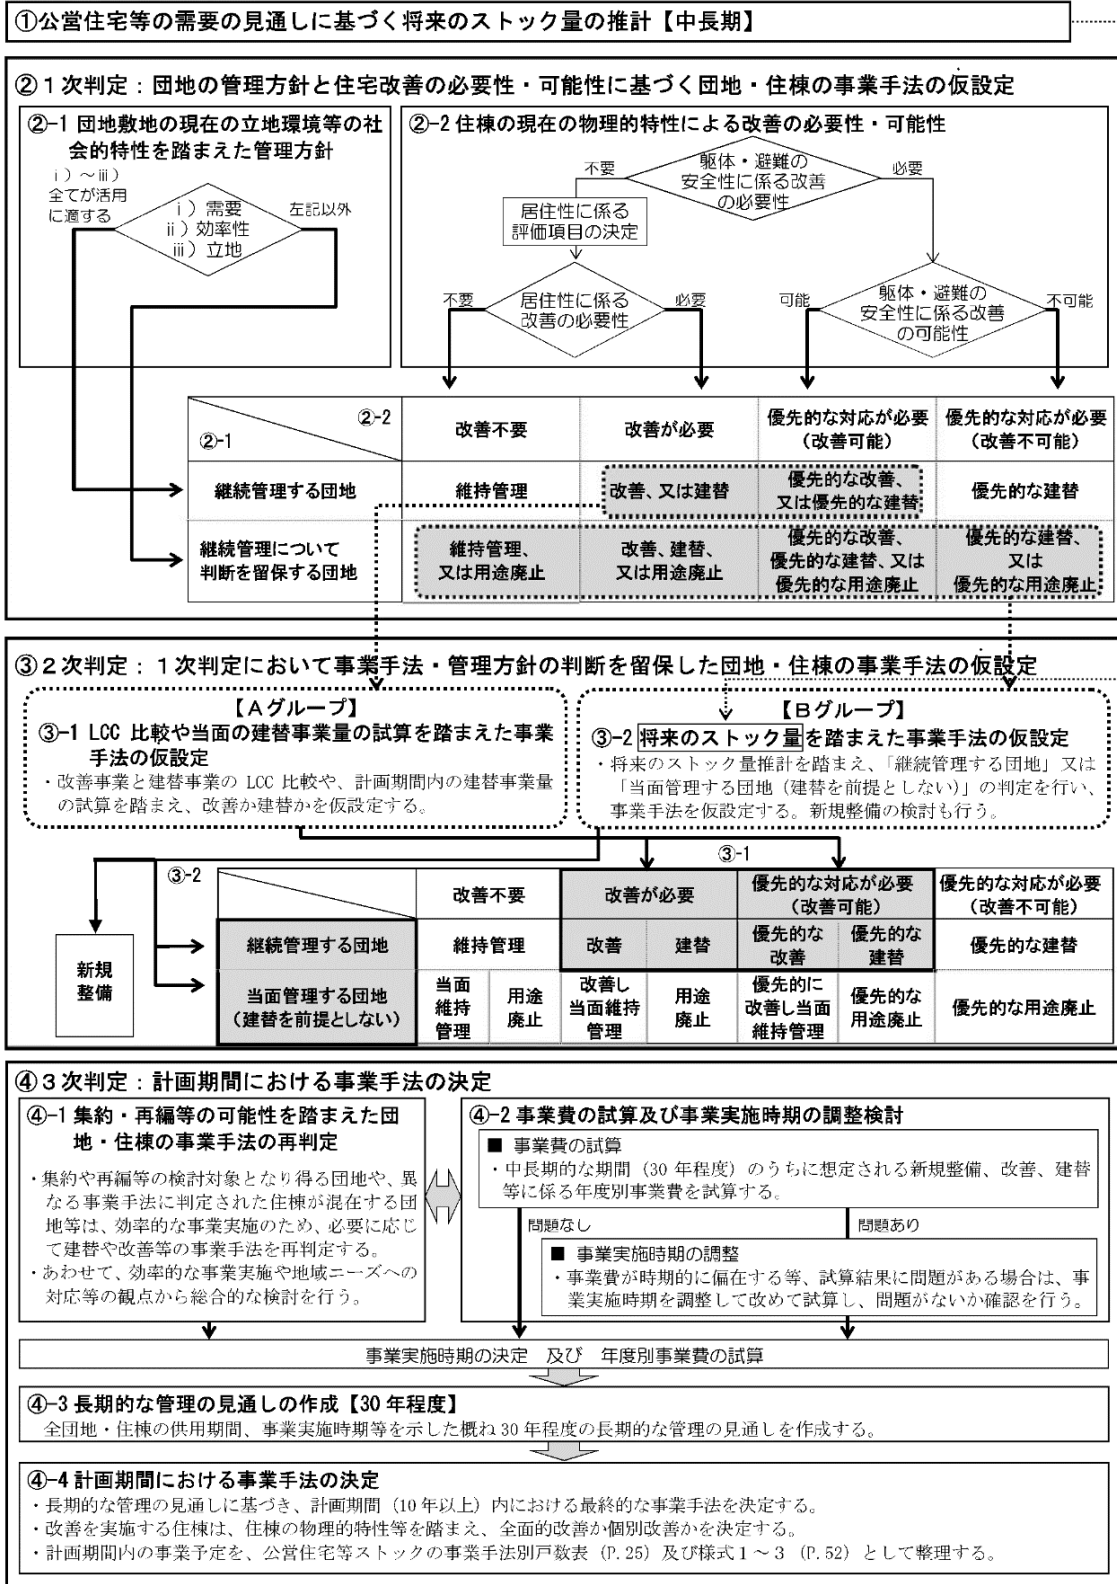 ①公営住宅等の需要の見通しに基づく将来のストック量の推計【中長期】
②１次判定：団地の管理方針と住宅改善の必要性・可能性に基づく団地・住棟の事業手法の仮設定
②-1 団地敷地の現在の立地環境等の社
会的特性を踏まえた管理方針
ⅰ）～ⅲ）
全てが活用
に適する
ⅰ）需要
ⅱ）効率性
ⅲ）立地
左記以外
②-2 住棟の現在の物理的特性による改善の必要性・可能性
不要
躯体・避難の
安全性に係る改善
の必要性
必要
居住性に係る
評価項目の決定
不要
居住性に係る
改善の必要性
必要
可能
躯体・避難の
安全性に係る改善
の可能性
不可能
②-1
②-2
改善不要
改善が必要
優先的な対応が必要
（改善可能）
優先的な対応が必要
（改善不可能）
継続管理する団地
維持管理
改善、又は建替
優先的な改善、
又は優先的な建替
優先的な建替
継続管理について
判断を留保する団地
維持管理、
又は用途廃止
改善、建替、
又は用途廃止
優先的な改善、
優先的な建替、又は
優先的な用途廃止
優先的な建替、
又は
優先的な用途廃止
③２次判定：１次判定において事業手法・管理方針の判断を留保した団地・住棟の事業手法の仮設定
【Ａグループ】
③-1 LCC 比較や当面の建替事業量の試算を踏まえた事業
手法の仮設定
・改善事業と建替事業の LCC 比較や、計画期間内の建替事業量
の試算を踏まえ、改善か建替かを仮設定する。
【Ｂグループ】
③-2 将来のストック量を踏まえた事業手法の仮設定
・将来のストック量推計を踏まえ、「継続管理する団地」又は
「当面管理する団地（建替を前提としない）」の判定を行い、
事業手法を仮設定する。新規整備の検討も行う。
③-2
③-1
新規
整備
改善不要
改善が必要
優先的な対応が必要
（改善可能）
優先的な対応が必要
（改善不可能）
継続管理する団地
維持管理
改善
建替
優先的な
改善
優先的な
建替
優先的な建替
当面管理する団地
（建替を前提としない）
当面
維持
管理
用途
廃止
改善し
当面維持
管理
用途
廃止
優先的に
改善し当面
維持管理
優先的な
用途廃止
優先的な用途廃止
④３次判定：計画期間における事業手法の決定
④-1 集約・再編等の可能性を踏まえた団
地・住棟の事業手法の再判定
・集約や再編等の検討対象となり得る団地や、異
なる事業手法に判定された住棟が混在する団
地等は、効率的な事業実施のため、必要に応じ
て建替や改善等の事業手法を再判定する。
・あわせて、効率的な事業実施や地域ニーズへの
対応等の観点から総合的な検討を行う。
④-2 事業費の試算及び事業実施時期の調整検討
■ 事業費の試算
・中長期的な期間（30 年程度）のうちに想定される新規整備、改善、建替
等に係る年度別事業費を試算する。
問題なし
問題あり
■ 事業実施時期の調整
・事業費が時期的に偏在する等、試算結果に問題がある場合は、事
業実施時期を調整して改めて試算し、問題がないか確認を行う。
事業実施時期の決定　及び　年度別事業費の試算
④-3 長期的な管理の見通しの作成【30 年程度】
全団地・住棟の供用期間、事業実施時期等を示した概ね 30 年程度の長期的な管理の見通しを作成する。
④-4 計画期間における事業手法の決定
・長期的な管理の見通しに基づき、計画期間（10 年以上）内における最終的な事業手法を決定する。
・改善を実施する住棟は、住棟の物理的特性等を踏まえ、全面的改善か個別改善かを決定する。
・計画期間内の事業予定を、公営住宅等ストックの事業手法別戸数表（P.25）及び様式１～３（P.52）として整理する。